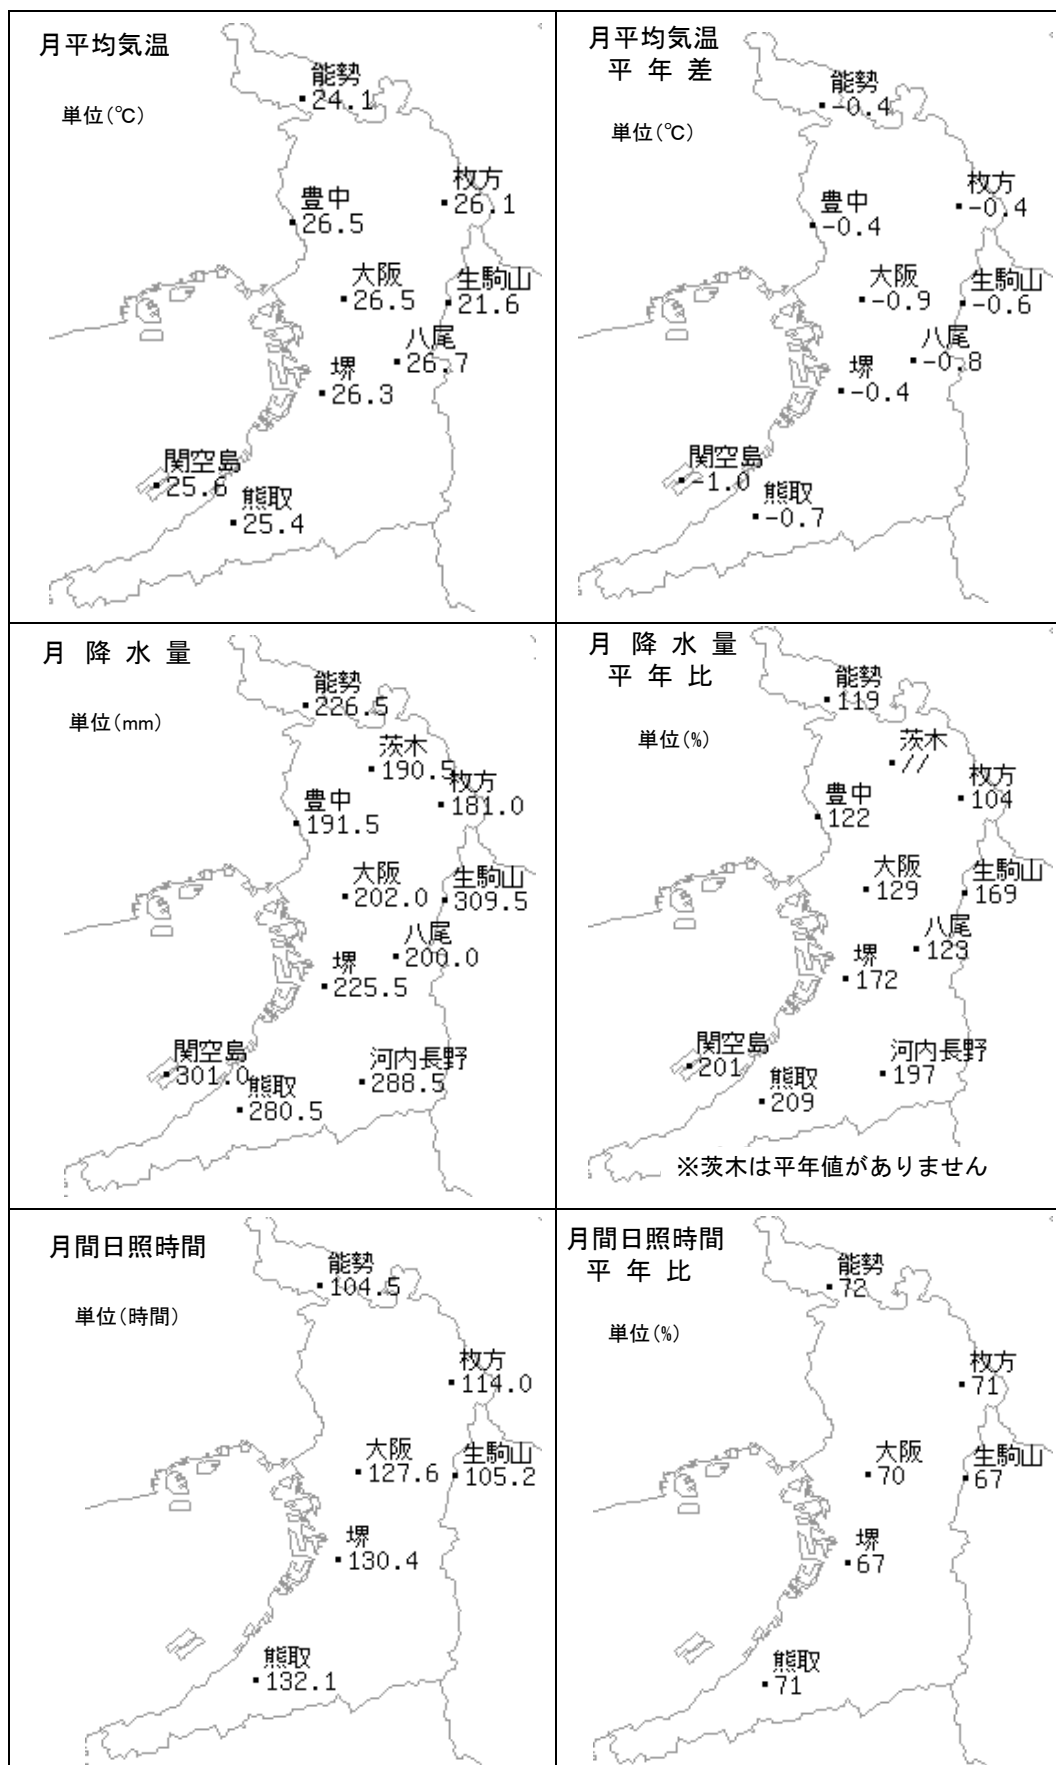 月平均気温
単位(℃)
能勢
24.1
枚方
26.1
豊中
26.5
大阪
26.5
生駒山
21.6
八尾
26.7
堺
26.3
関空島
25.6
熊取
25.4
月平均気温
平年差
単位(℃)
能勢
-0.4
枚方
-0.4
豊中
-0.4
大阪
-0.9
生駒山
-0.6
八尾
-0.8
堺
-0.4
関空島
-1.0
熊取
-0.7
月降水量
単位(mm)
能勢
226.5
茨木
190.5
枚方
181.0
豊中
191.5
大阪
202.0
生駒山
309.5
八尾
200.0
堺
225.5
関空島
301.0
河内長野
288.5
熊取
280.5
月降水量
平年比
単位(%)
能勢
119
茨木
//
枚方
104
豊中
122
大阪
129
生駒山
169
八尾
123
堺
172
関空島
201
河内長野
197
熊取
209
※茨木は平年値がありません
月間日照時間
単位(時間)
能勢
104.5
枚方
114.0
大阪
127.6
生駒山
105.2
堺
130.4
熊取
132.1
月間日照時間
平年比
単位(%)
能勢
72
枚方
71
大阪
70
生駒山
67
堺
67
熊取
71